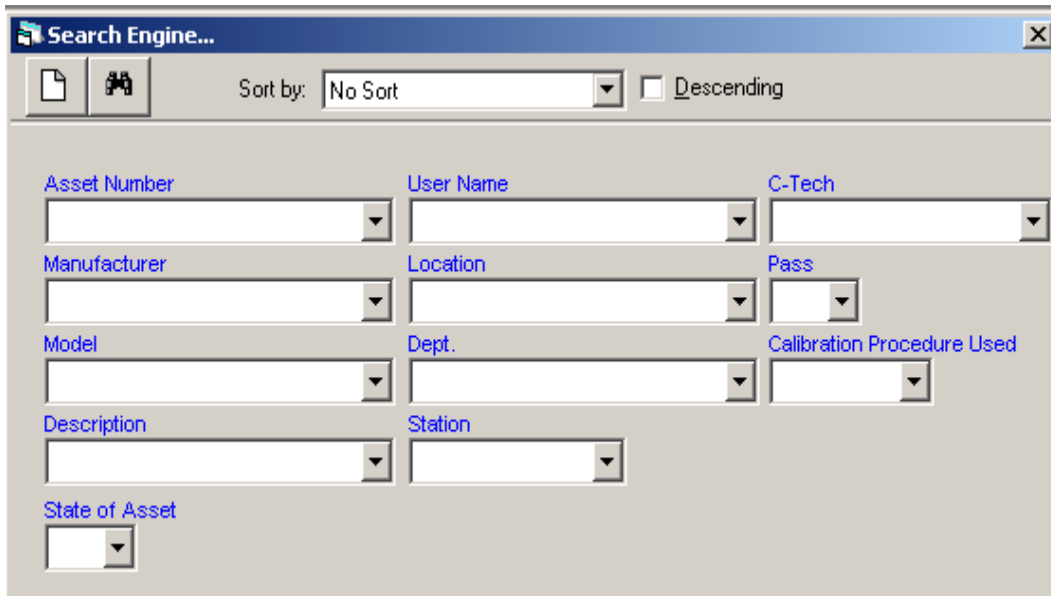 Search Engine...
Sort by: No Sort Descending
Asset Number User Name C-Tech
Manufacturer Location Pass
Model Dept. Calibration Procedure Used
Description Station
State of Asset